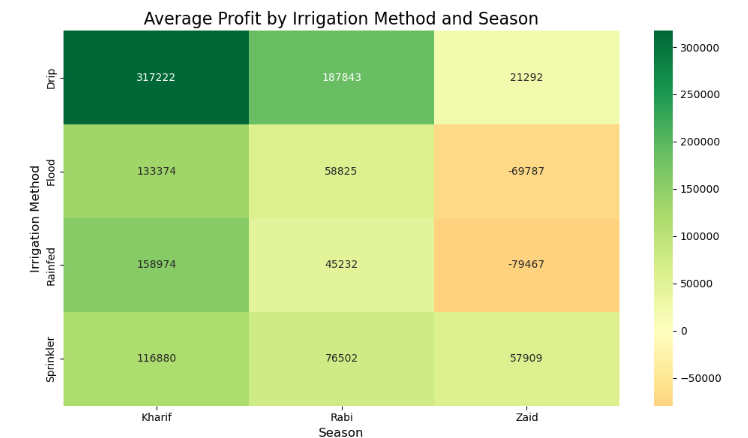 Average Profit by Irrigation Method and Season
Irrigation Method
Drip
317222
187843
21292
Flood
133374
58825
-69787
Rainfed
158974
45232
-79467
Sprinkler
116880
76502
57909
Kharif
Rabi
Zaid
Season
300000
250000
200000
150000
100000
50000
0
−50000